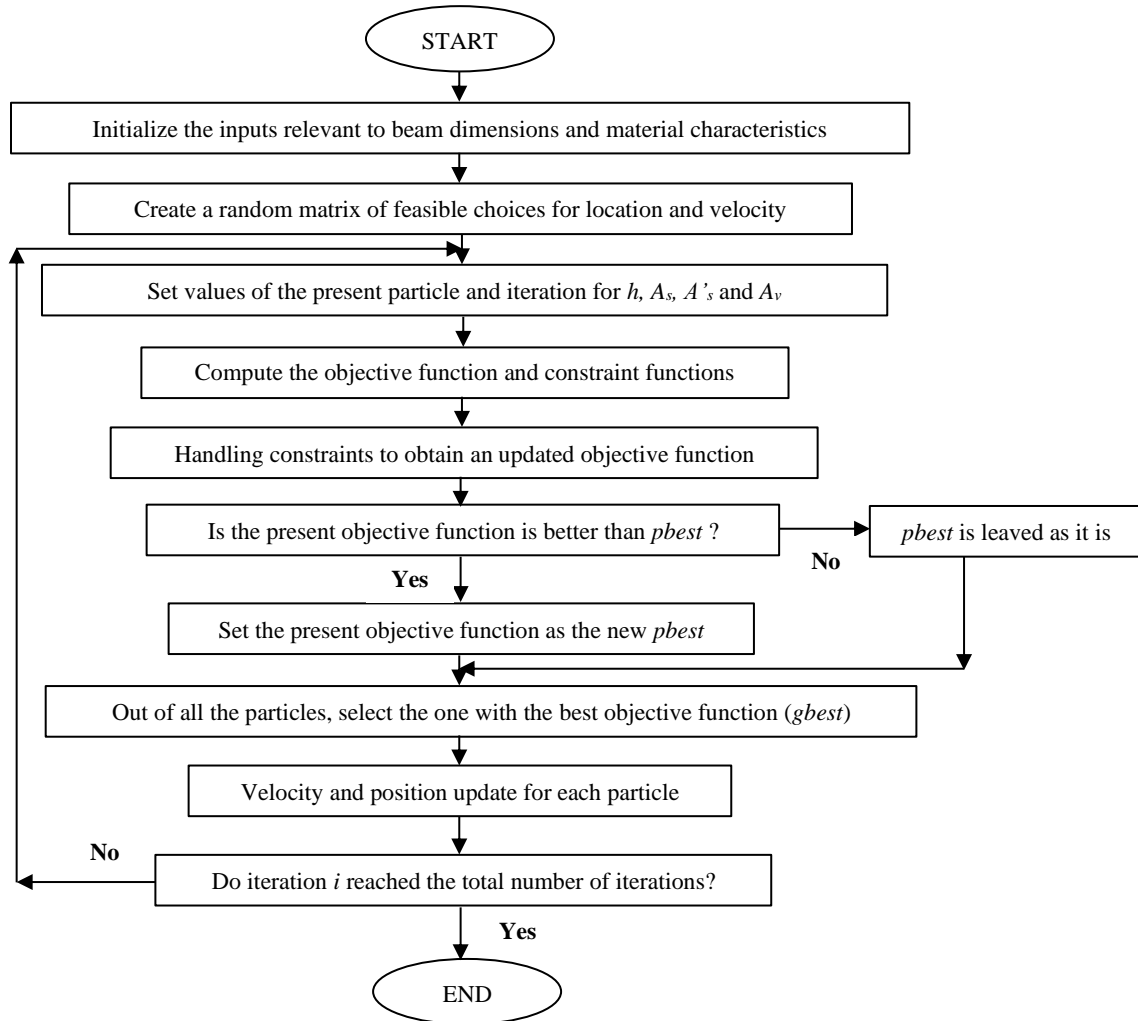 START
Initialize the inputs relevant to beam dimensions and material characteristics
Create a random matrix of feasible choices for location and velocity
Set values of the present particle and iteration for h, As, A’s and Av
Compute the objective function and constraint functions
Handling constraints to obtain an updated objective function
Is the present objective function is better than pbest ?
pbest is leaved as it is
No
Yes
Set the present objective function as the new pbest
Out of all the particles, select the one with the best objective function (gbest)
Velocity and position update for each particle
No
Do iteration i reached the total number of iterations?
Yes
END